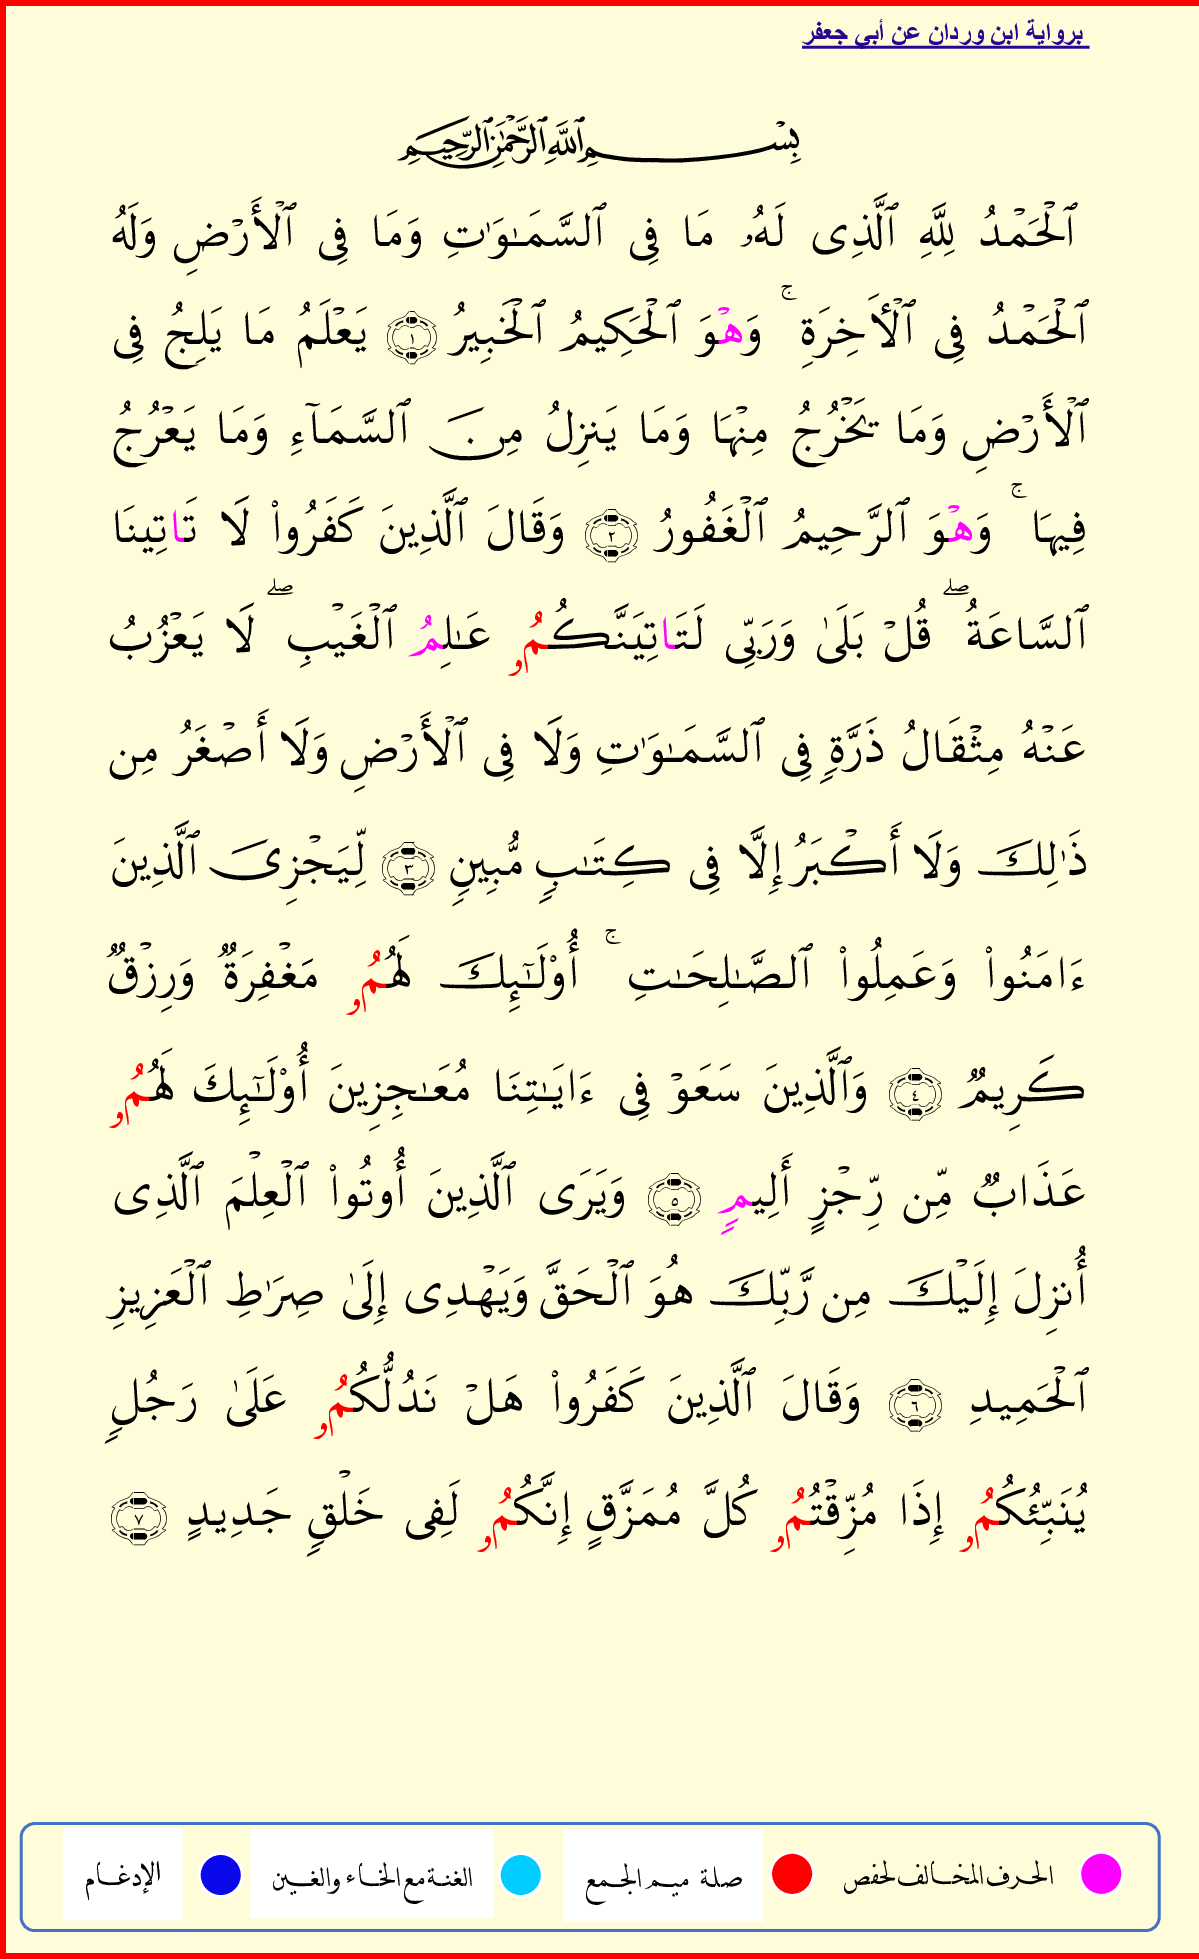 برواية ابن وردان عن أبي جعفر
بِسْمِ ٱللَّهِ ٱلرَّحْمَٰنِ ٱلرَّحِيمِ
ٱلْحَمْدُ لِلَّهِ ٱلَّذِى لَهُۥ مَا فِى ٱلسَّمَـٰوَٰتِ وَمَا فِى ٱلْأَرْضِ وَلَهُ
ٱلْحَمْدُ فِى ٱلْأَخِرَةِ ۚ وَهْوَ ٱلْحَكِيمُ ٱلْخَبِيرُ ١ يَعْلَمُ مَا يَلِجُ فِى
ٱلْأَرْضِ وَمَا يَخْرُجُ مِنْهَا وَمَا يَنزِلُ مِنَ ٱلسَّمَآءِ وَمَا يَعْرُجُ
فِيهَا ۚ وَهْوَ ٱلرَّحِيمُ ٱلْغَفُورُ ٢ وَقَالَ ٱلَّذِينَ كَفَرُوا۟ لَا تَاتِينَا
ٱلسَّاعَةُ ۖ قُلْ بَلَىٰ وَرَبِّى لَتَاتِيَنَّكُمُۥ عَـٰلِمُ ٱلْغَيْبِ ۖ لَا يَعْزُبُ
عَنْهُ مِثْقَالُ ذَرَّةٍۢ فِى ٱلسَّمَـٰوَٰتِ وَلَا فِى ٱلْأَرْضِ وَلَا أَصْغَرُ مِن
ذَٰلِكَ وَلَا أَكْبَرُ إِلَّا فِى كِتَـٰبٍۢ مُّبِينٍۢ ٣ لِّيَجْزِىَ ٱلَّذِينَ
ءَامَنُوا۟ وَعَمِلُوا۟ ٱلصَّـٰلِحَـٰتِ ۚ أُو۟لَـٰٓئِكَ لَهُمُۥ مَغْفِرَةٌۭ وَرِزْقٌۭ
كَرِيمٌۭ ٤ وَٱلَّذِينَ سَعَوْ فِى ءَايَـٰتِنَا مُعَـٰجِزِينَ أُو۟لَـٰٓئِكَ لَهُمُۥ
عَذَابٌۭ مِّن رِّجْزٍ أَلِيمٍۢ ٥ وَيَرَى ٱلَّذِينَ أُوتُوا۟ ٱلْعِلْمَ ٱلَّذِى
أُنزِلَ إِلَيْكَ مِن رَّبِّكَ هُوَ ٱلْحَقَّ وَيَهْدِى إِلَىٰ صِرَٰطِ ٱلْعَزِيزِ
ٱلْحَمِيدِ ٦ وَقَالَ ٱلَّذِينَ كَفَرُوا۟ هَلْ نَدُلُّكُمُۥ عَلَىٰ رَجُلٍۢ
يُنَبِّئُكُمُۥ إِذَا مُزِّقْتُمُۥ كُلَّ مُمَزَّقٍ إِنَّكُمُۥ لَفِى خَلْقٍۢ جَدِيدٍ ٧
الحرف المخالف لحفص صلة ميم الجمع الغنة مع الخاء والغين الإدغام